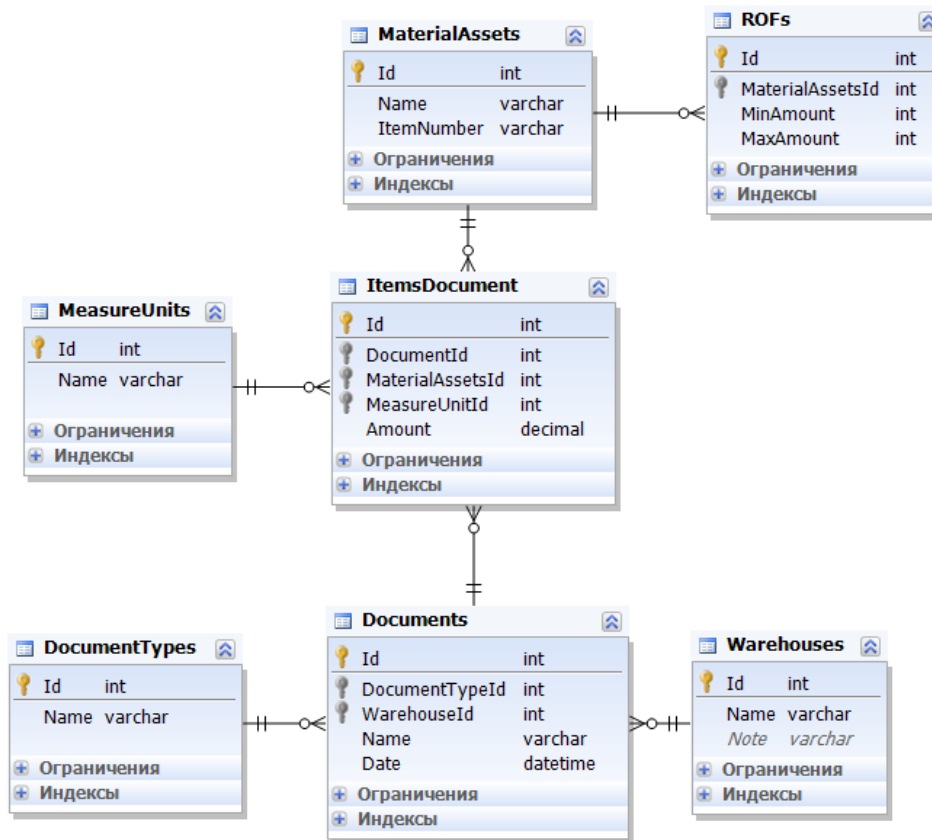 MaterialAssets
Id int
Name varchar
ItemNumber varchar
Ограничения
Индексы
ROFs
Id int
MaterialAssetsId int
MinAmount int
MaxAmount int
Ограничения
Индексы
MeasureUnits
Id int
Name varchar
Ограничения
Индексы
ItemsDocument
Id int
DocumentId int
MaterialAssetsId int
MeasureUnitId int
Amount decimal
Ограничения
Индексы
DocumentTypes
Id int
Name varchar
Ограничения
Индексы
Documents
Id int
DocumentTypeId int
WarehouseId int
Name varchar
Date datetime
Ограничения
Индексы
Warehouses
Id int
Name varchar
Note varchar
Ограничения
Индексы